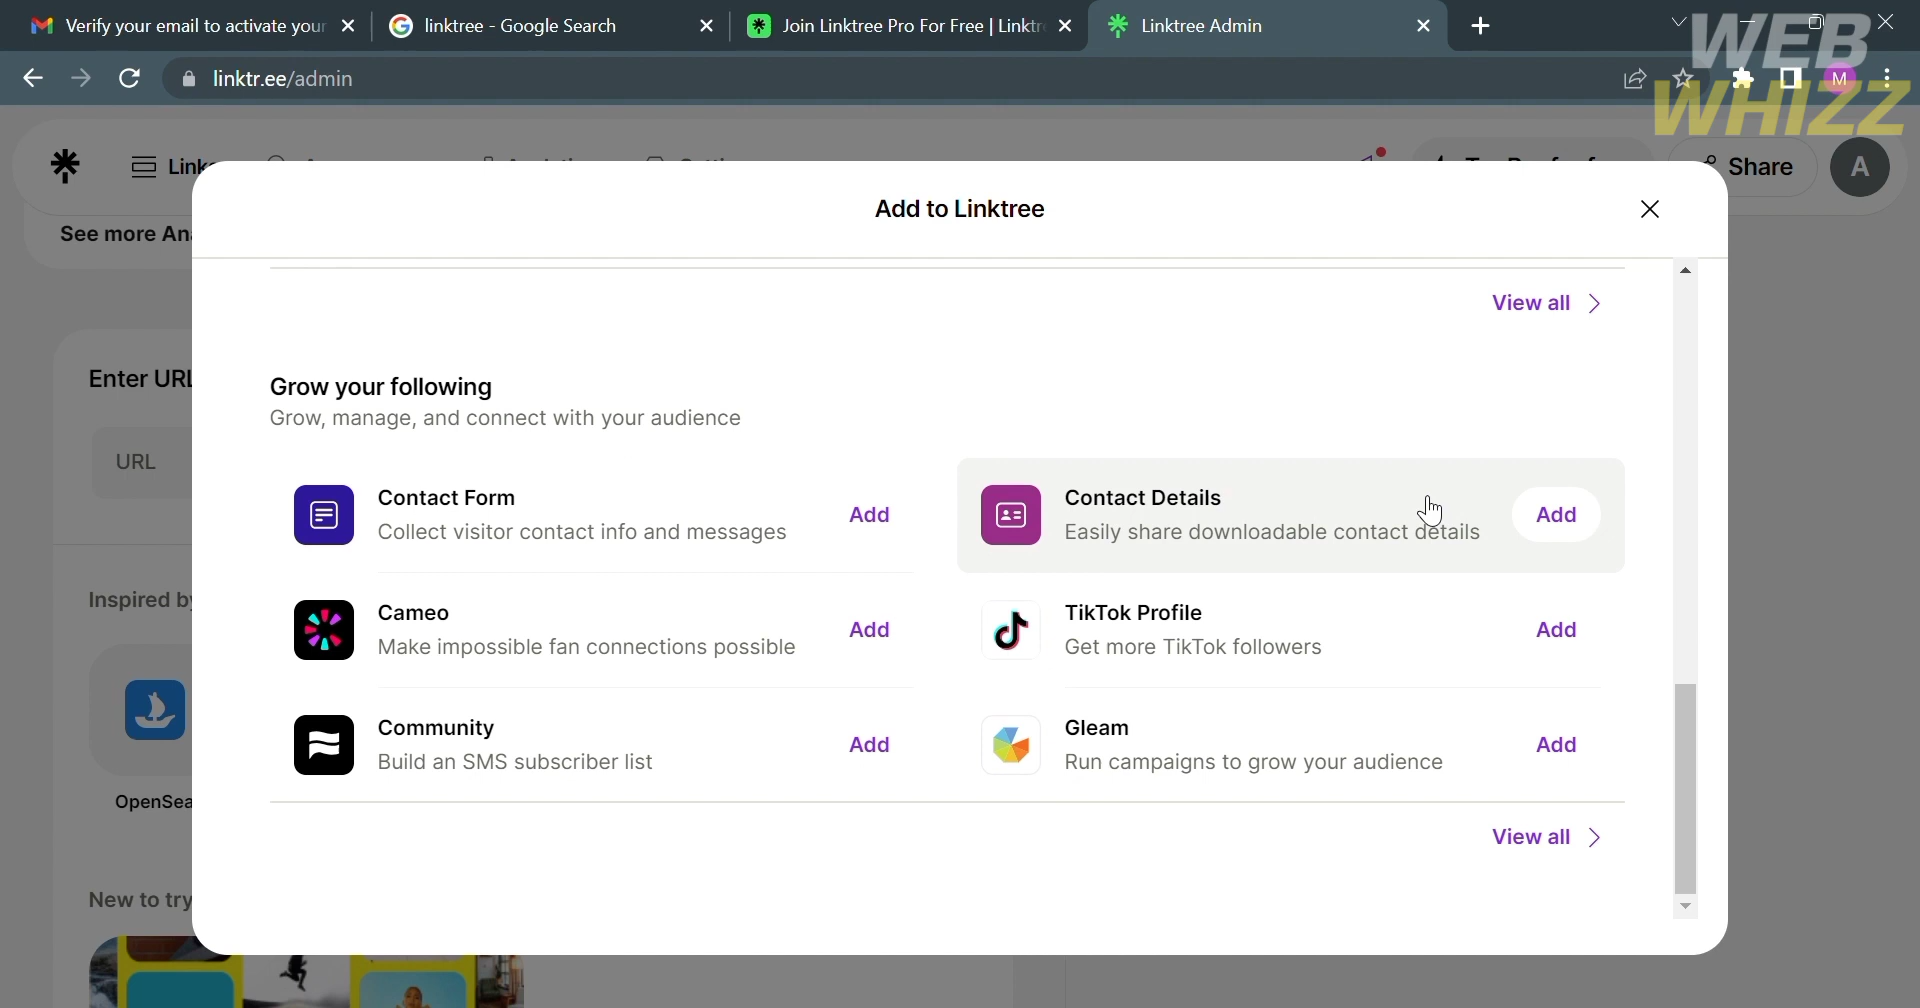 Verify your email to activate your
linktree - Google Search
Join Linktree Pro For Free | Linktr
Linktree Admin
linktr.ee/admin
M
WEB
WHIZZ
Link
Share
A
Add to Linktree
See more Ana
View all
Enter URL
Grow your following
Grow, manage, and connect with your audience
URL
Contact Form
Collect visitor contact info and messages
Add
Contact Details
Easily share downloadable contact details
Add
Inspired by
Cameo
Make impossible fan connections possible
Add
TikTok Profile
Get more TikTok followers
Add
Community
Build an SMS subscriber list
Add
Gleam
Run campaigns to grow your audience
Add
OpenSea
View all
New to try